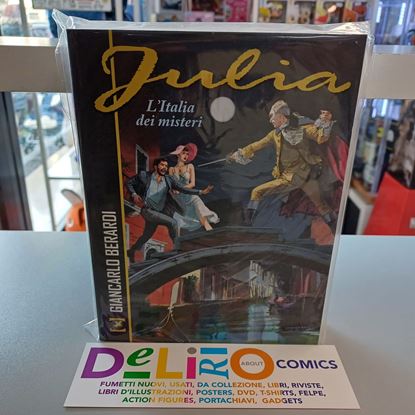 Julia
L'Italia
dei misteri
GIANCARLO BERARDI
DeLiRiO ABOUT COMICS
FUMETTI NUOVI, USATI, DA COLLEZIONE, LIBRI, RIVISTE,
LIBRI D'ILLUSTRAZIONI, POSTERS, DVD, T-SHIRTS, FELPE,
ACTION FIGURES, PORTACHIAVI, GADGETS